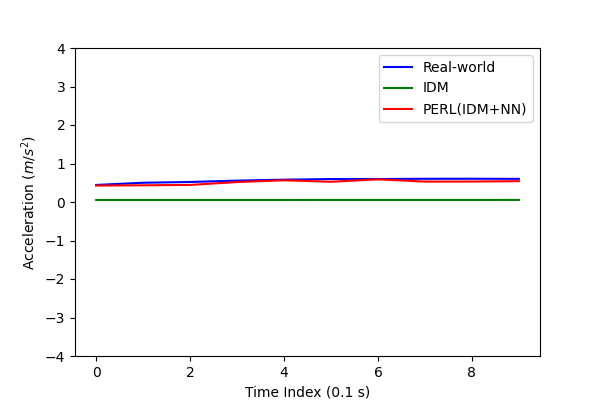 Real-world
IDM
PERL(IDM+NN)
4
3
2
1
0
−1
−2
−3
−4
Acceleration (m/s²)
0 2 4 6 8
Time Index (0.1 s)